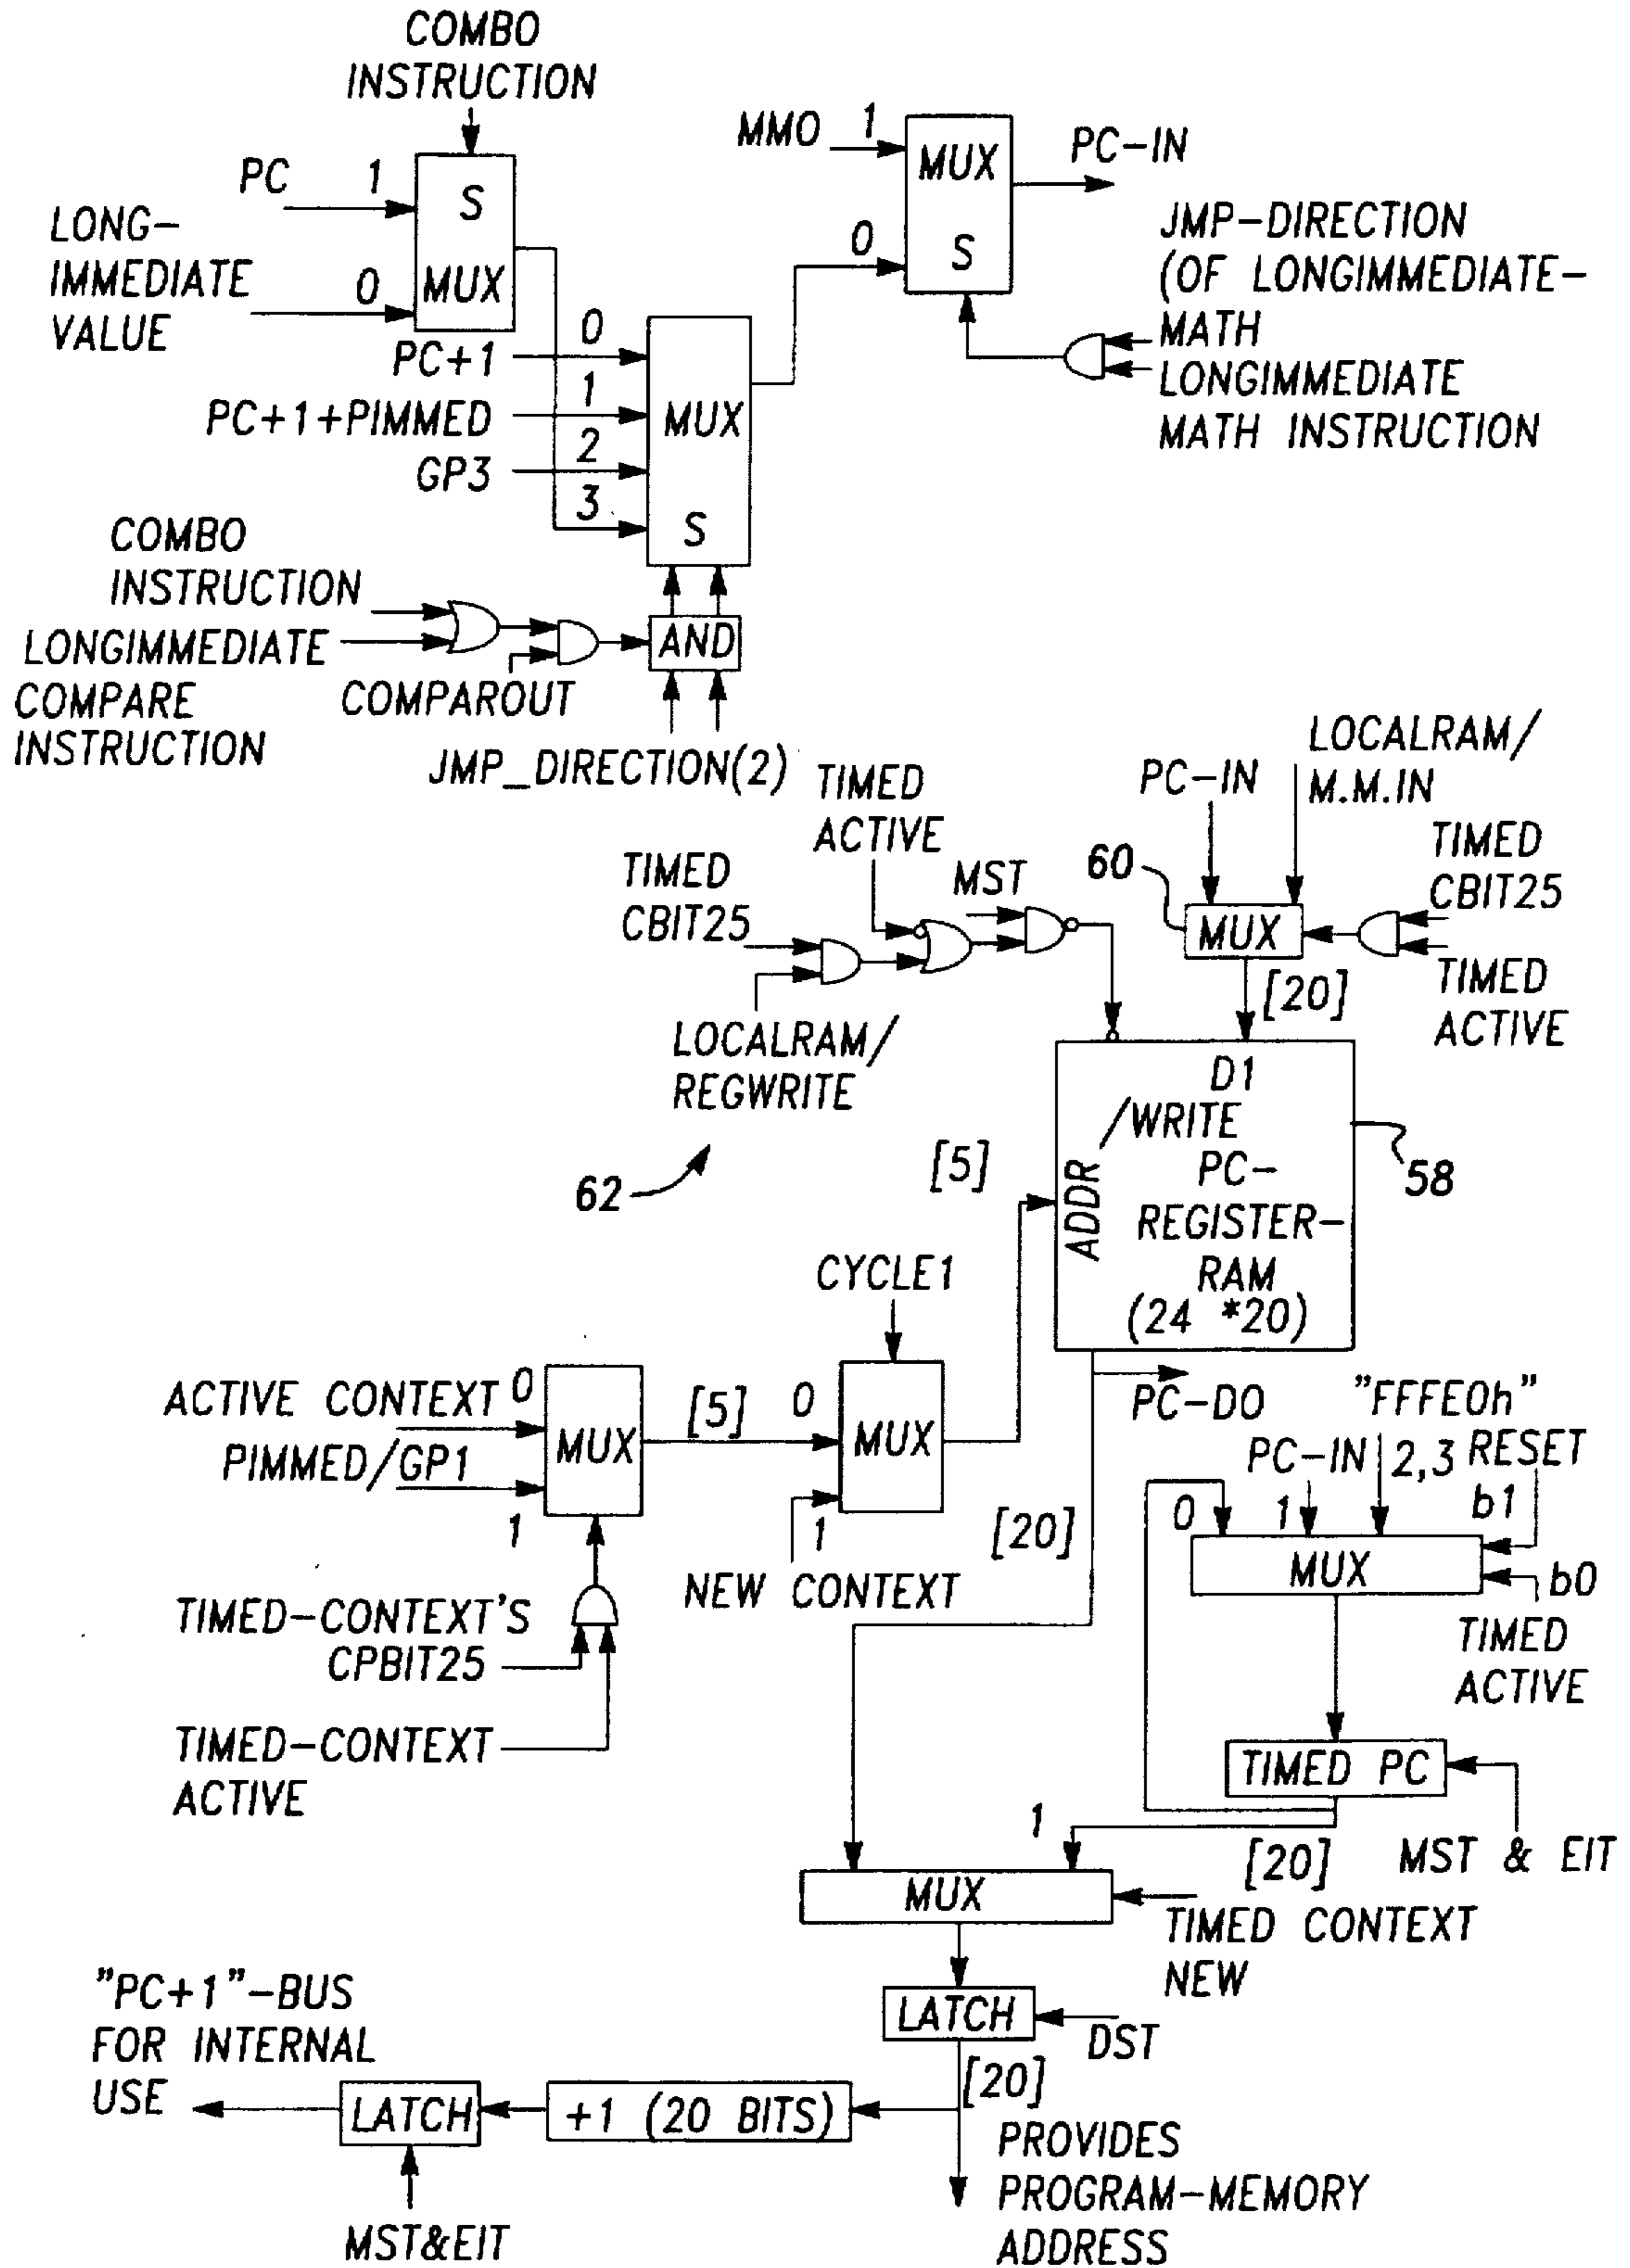 COMBO
INSTRUCTION
PC
1
S
MUX
LONG-
IMMEDIATE
VALUE
0
MMO
1
MUX
S
0
PC-IN
JMP-DIRECTION
(OF LONGIMMEDIATE-
MATH
LONGIMMEDIATE
MATH INSTRUCTION
PC+1
0
PC+1+PIMMED
1
GP3
2
3
MUX
S
COMBO
INSTRUCTION
LONGIMMEDIATE
COMPARE
INSTRUCTION
COMPAROUT
AND
JMP_DIRECTION(2)
TIMED
ACTIVE
TIMED
CBIT25
MST
LOCALRAM/
REGWRITE
62
PC-IN
LOCALRAM/
M.M.IN
60
MUX
TIMED
CBIT25
TIMED
ACTIVE
[20]
D1
/WRITE
ADDR
PC-
REGISTER-
RAM
(24 *20)
58
[5]
CYCLE1
ACTIVE CONTEXT
0
PIMMED/GP1
1
MUX
[5]
0
MUX
1
NEW CONTEXT
TIMED-CONTEXT'S
CPBIT25
TIMED-CONTEXT
ACTIVE
PC-DO
[20]
"FFFE0h"
PC-IN
2,3
RESET
b1
0
1
MUX
b0
TIMED
ACTIVE
TIMED PC
MST & EIT
1
[20]
MUX
TIMED CONTEXT
NEW
LATCH
DST
[20]
"PC+1"-BUS
FOR INTERNAL
USE
LATCH
+1 (20 BITS)
MST&EIT
PROVIDES
PROGRAM-MEMORY
ADDRESS